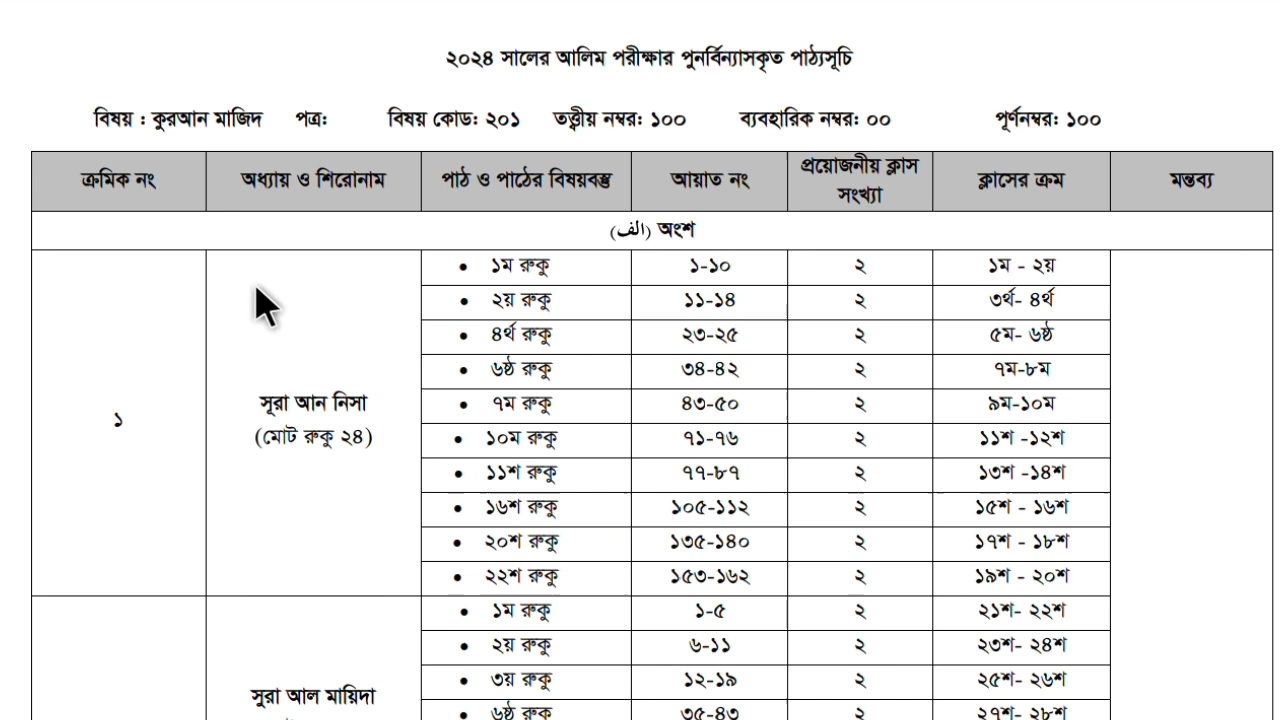 ২০২৪ সালের আলিম পরীক্ষার পুনর্বিন্যাসকৃত পাঠ্যসূচি
বিষয় : কুরআন মাজিদ পত্র: বিষয় কোড: ২০১ তত্ত্বীয় নম্বর: ১০০ ব্যবহারিক নম্বর: ০০ পূর্ণনম্বর: ১০০
ক্রমিক নং অধ্যায় ও শিরোনাম পাঠ ও পাঠের বিষয়বস্তু আয়াত নং প্রয়োজনীয় ক্লাস সংখ্যা ক্লাসের ক্রম মন্তব্য
(الف) অংশ
১ সূরা আন নিসা
(মোট রুকু ২৪)
• ১ম রুকু ১-১০ ২ ১ম - ২য়
• ২য় রুকু ১১-১৪ ২ ৩র্থ- ৪র্থ
• ৪র্থ রুকু ২৩-২৫ ২ ৫ম- ৬ষ্ঠ
• ৬ষ্ঠ রুকু ৩৪-৪২ ২ ৭ম-৮ম
• ৭ম রুকু ৪৩-৫০ ২ ৯ম-১০ম
• ১০ম রুকু ৭১-৭৬ ২ ১১শ -১২শ
• ১১শ রুকু ৭৭-৮৭ ২ ১৩শ -১৪শ
• ১৬শ রুকু ১০৫-১১২ ২ ১৫শ - ১৬শ
• ২০শ রুকু ১৩৫-১৪০ ২ ১৭শ - ১৮শ
• ২২শ রুকু ১৫৩-১৬২ ২ ১৯শ - ২০শ
সুরা আল মায়িদা
• ১ম রুকু ১-৫ ২ ২১শ- ২২শ
• ২য় রুকু ৬-১১ ২ ২৩শ- ২৪শ
• ৩য় রুকু ১২-১৯ ২ ২৫শ- ২৬শ
• ৬ষ্ঠ রুকু ৩৫-৪৩ ২ ২৭শ- ২৮শ